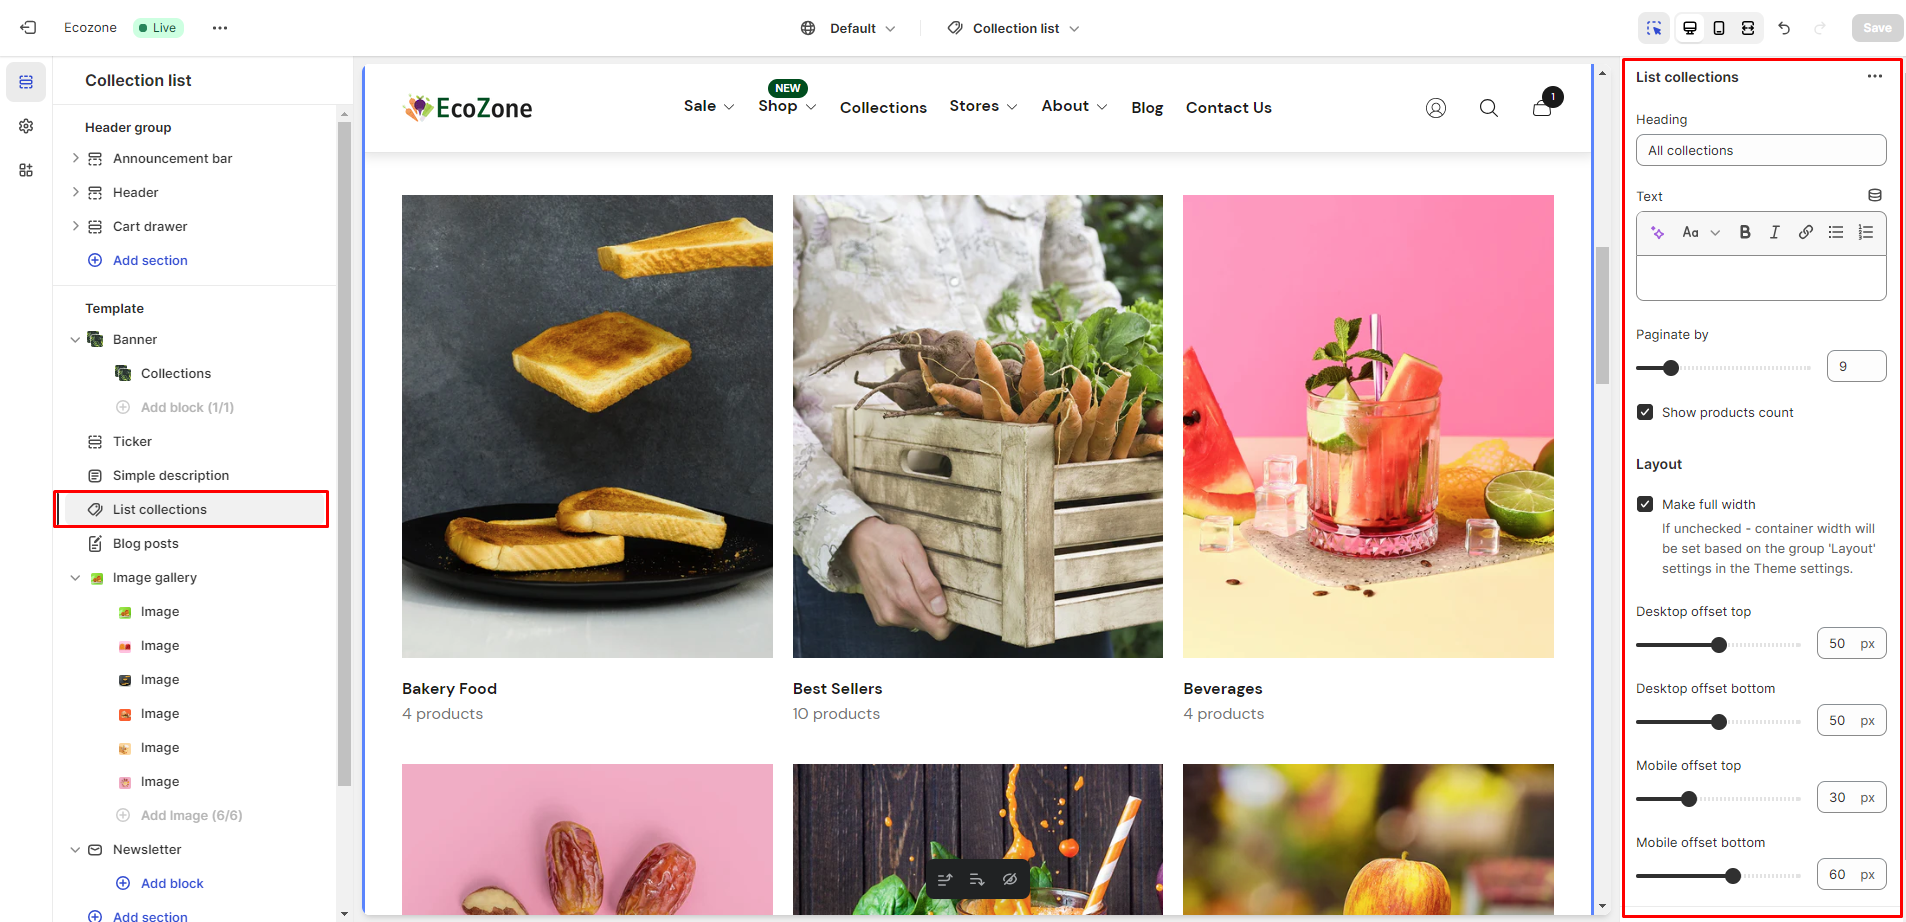 Ecozone
Live
Default
Collection list
Save
Collection list
Header group
Announcement bar
Header
Cart drawer
Add section
Template
Banner
Collections
Add block (1/1)
Ticker
Simple description
List collections
Blog posts
Image gallery
Image
Image
Image
Image
Image
Image
Add Image (6/6)
Newsletter
Add block
Add section
EcoZone
Sale
NEW
Shop
Collections
Stores
About
Blog
Contact Us
1
Bakery Food
4 products
Best Sellers
10 products
Beverages
4 products
List collections
Heading
All collections
Text
Aa
B
I
Paginate by
9
Show products count
Layout
Make full width
If unchecked - container width will
be set based on the group 'Layout'
settings in the Theme settings.
Desktop offset top
50 px
Desktop offset bottom
50 px
Mobile offset top
30 px
Mobile offset bottom
60 px